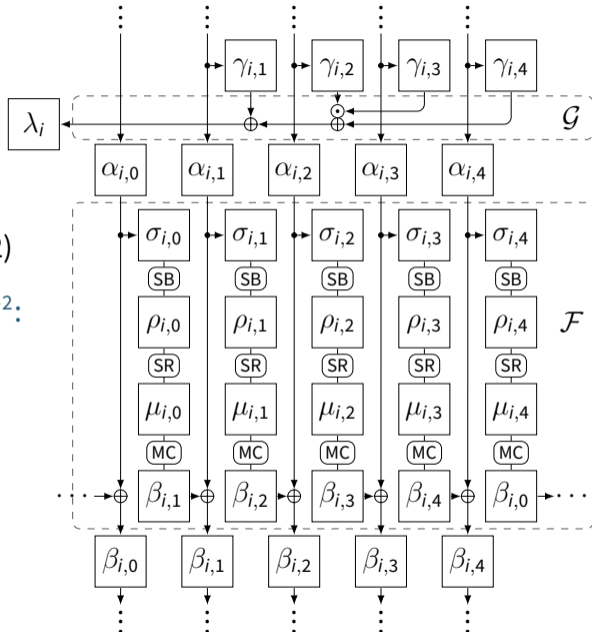 γi,1 γi,2 γi,3 γi,4
λi 𝒢
αi,0 αi,1 αi,2 αi,3 αi,4
2)
σi,0 σi,1 σi,2 σi,3 σi,4
SB SB SB SB SB
2:
ρi,0 ρi,1 ρi,2 ρi,3 ρi,4 ℱ
SR SR SR SR SR
μi,0 μi,1 μi,2 μi,3 μi,4
MC MC MC MC MC
βi,1 βi,2 βi,3 βi,4 βi,0
βi,0 βi,1 βi,2 βi,3 βi,4